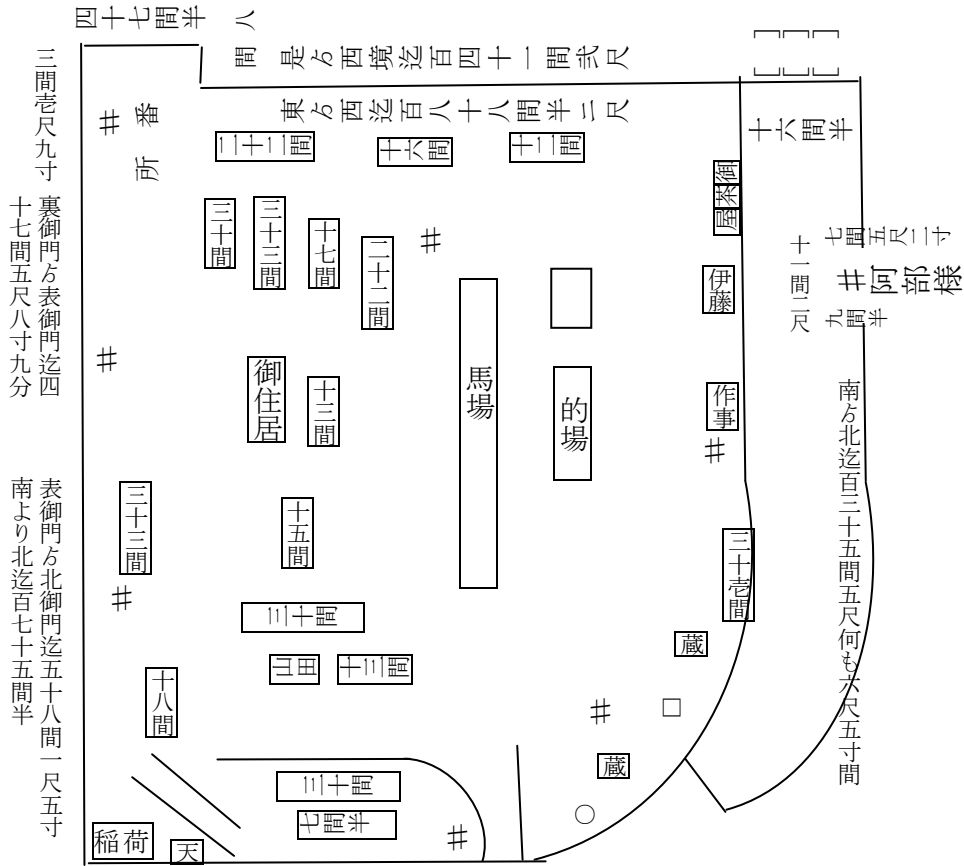 四十七間半
八間
是ゟ西境迄百四十一間弐尺
東ゟ西迄百八十八間半二尺
三間壱尺九寸
番所
井
二十二間
十六間
十二間
十六間半
御茶屋
裏御門ゟ表御門迄四
十七間五尺八寸九分
三十間
三十三間
十七間
二十二間
井
七間五尺二寸
十一間二尺
九間半
井
阿部様
伊藤
馬場
的場
井
御住居
十三間
作事
井
南ゟ北迄百三十五間五尺何も六尺五寸間
表御門ゟ北御門迄五十八間一尺五寸
南より北迄百七十五間半
三十三間
十五間
三十壱間
井
三十間
山田
十三間
蔵
十八間
井
□
蔵
三十間
七間半
井
○
稲荷
天